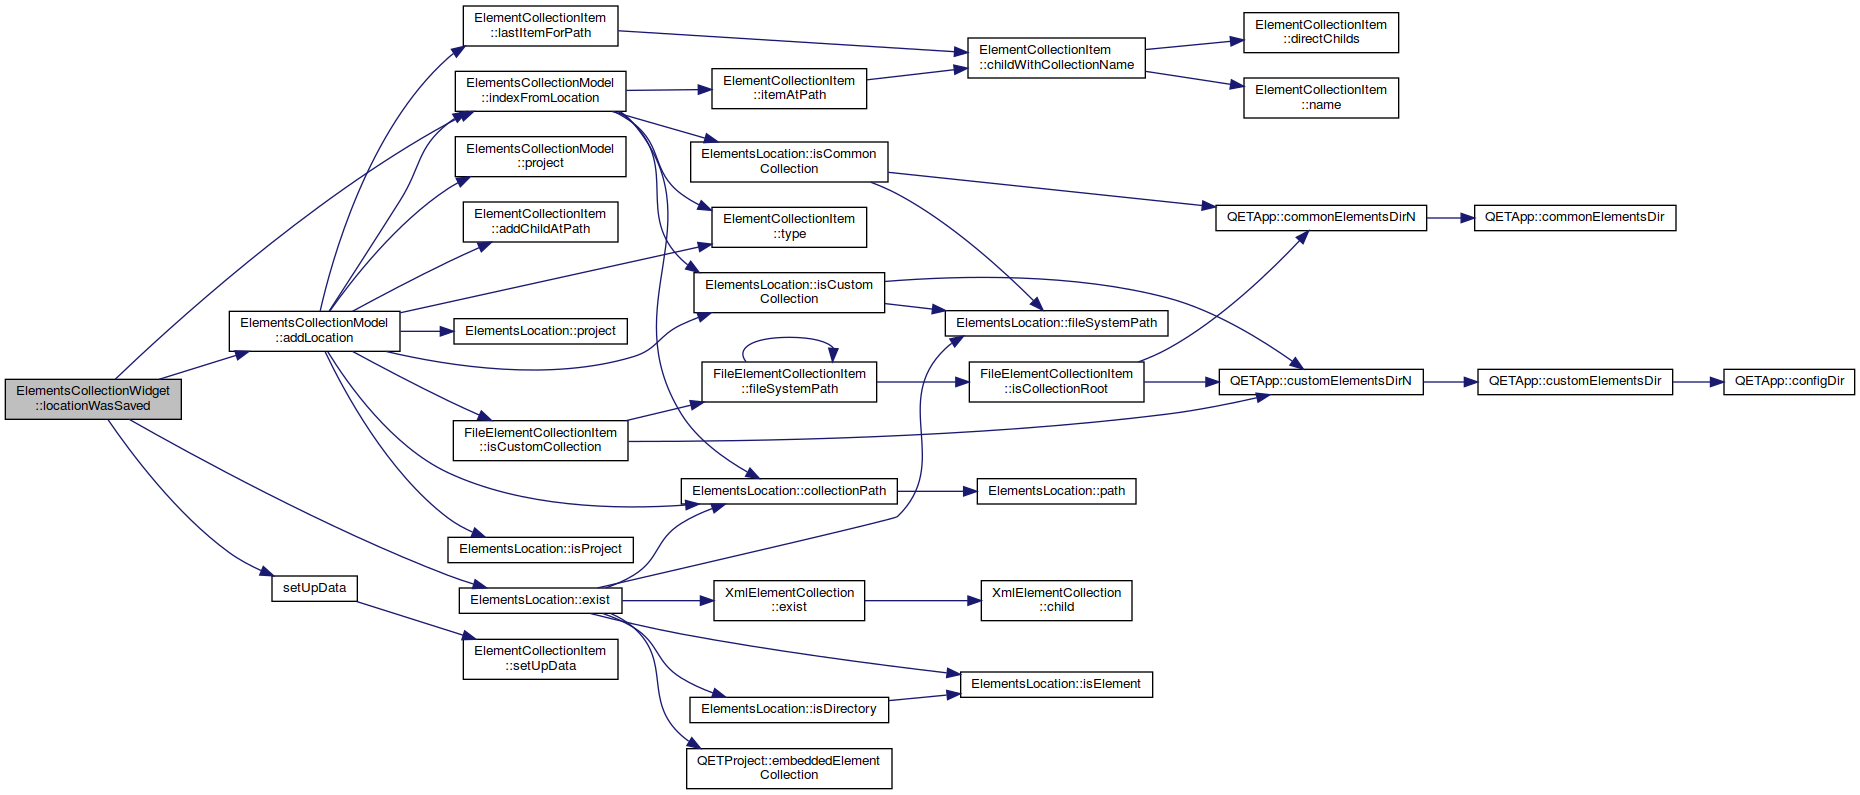 ElementsCollectionWidget
::locationWasSaved
ElementsCollectionModel
::addLocation
setUpData
ElementCollectionItem
::lastItemForPath
ElementsCollectionModel
::indexFromLocation
ElementsCollectionModel
::project
ElementCollectionItem
::addChildAtPath
ElementsLocation::project
FileElementCollectionItem
::isCustomCollection
ElementsLocation::isProject
ElementsLocation::exist
ElementCollectionItem
::setUpData
ElementCollectionItem
::itemAtPath
ElementsLocation::isCommon
Collection
ElementCollectionItem
::type
ElementsLocation::isCustom
Collection
FileElementCollectionItem
::fileSystemPath
ElementsLocation::collectionPath
XmlElementCollection
::exist
ElementsLocation::isDirectory
QETProject::embeddedElement
Collection
ElementCollectionItem
::childWithCollectionName
ElementsLocation::fileSystemPath
FileElementCollectionItem
::isCollectionRoot
ElementsLocation::path
XmlElementCollection
::child
ElementsLocation::isElement
ElementCollectionItem
::directChilds
ElementCollectionItem
::name
QETApp::commonElementsDirN
QETApp::customElementsDirN
QETApp::commonElementsDir
QETApp::customElementsDir
QETApp::configDir